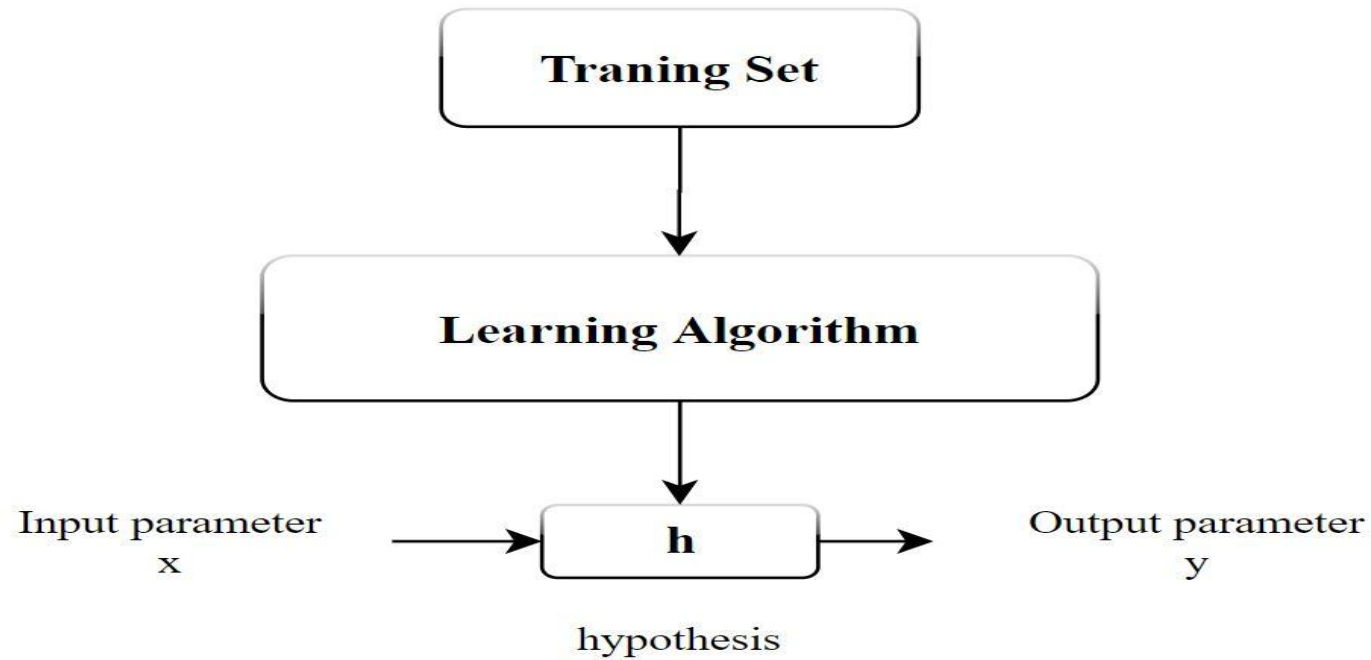 Traning Set
Learning Algorithm
Input parameter
x
h
Output parameter
y
hypothesis